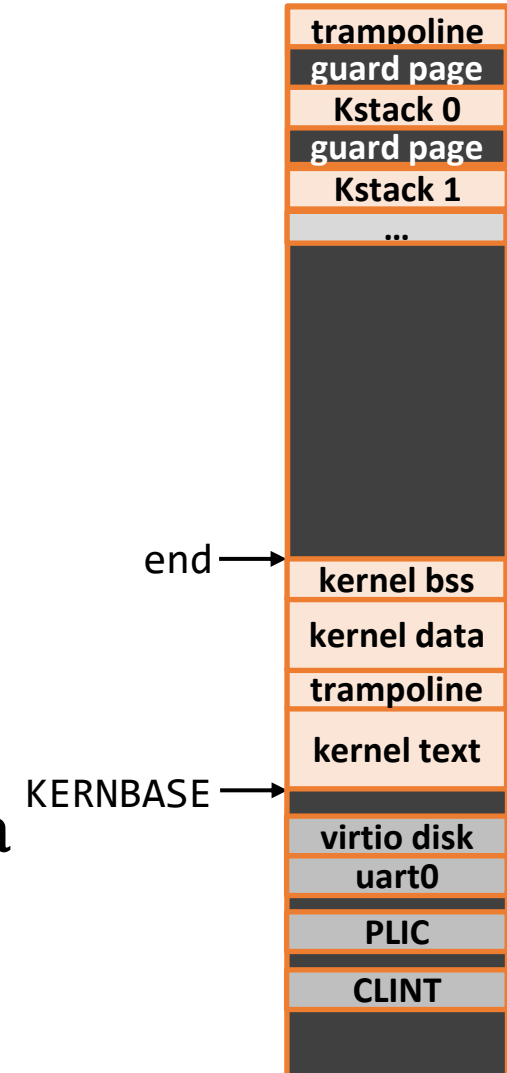 trampoline
guard page
Kstack 0
guard page
Kstack 1
...
end
kernel bss
kernel data
trampoline
kernel text
KERNBASE
a
virtio disk
uart0
PLIC
CLINT